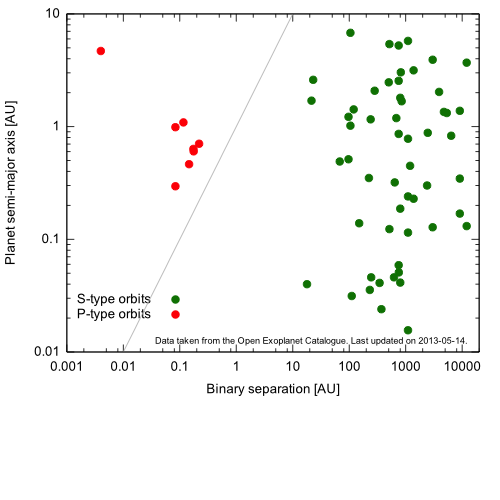 10
1
0.1
0.01
Planet semi-major axis [AU]
S-type orbits
P-type orbits
Data taken from the Open Exoplanet Catalogue. Last updated on 2013-05-14.
0.001 0.01 0.1 1 10 100 1000 10000
Binary separation [AU]